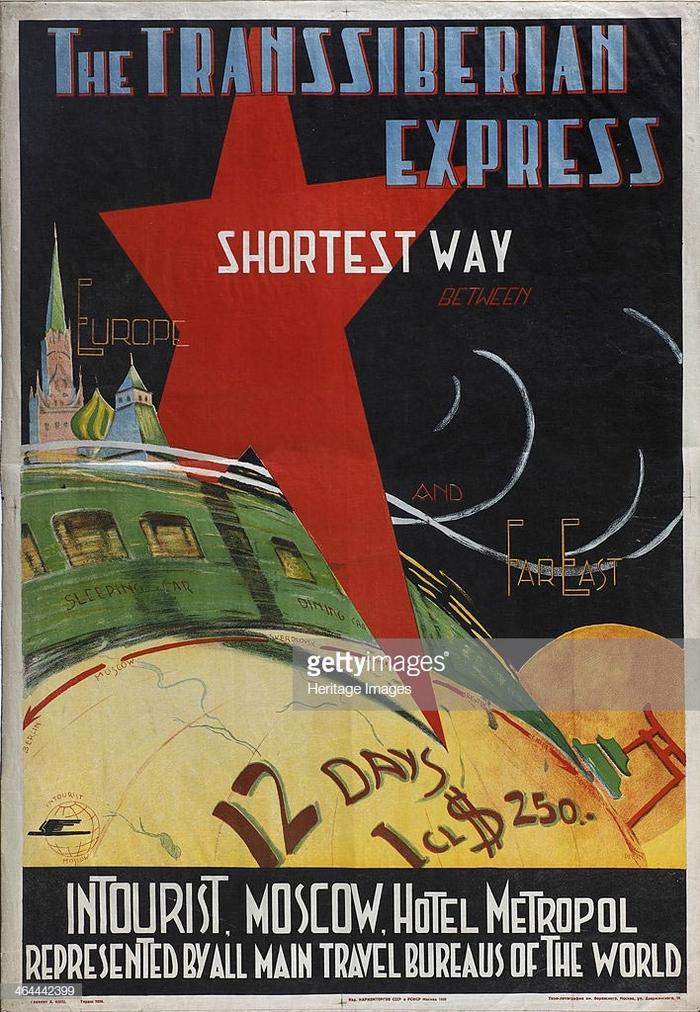 THE TRANSSIBERIAN
EXPRESS
SHORTEST WAY
BETWEEN
EUROPE
AND
FAR EAST
SLEEPING CAR
DINING CAR
SVERDLOVSK
MOSCOW
BERLIN
gettyimages®
Heritage Images
12 DAYS
1 CL $ 250.-
INTOURIST
MOSCOW
INTOURIST, MOSCOW, HOTEL METROPOL
REPRESENTED BY ALL MAIN TRAVEL BUREAUS OF THE WORLD
464442399